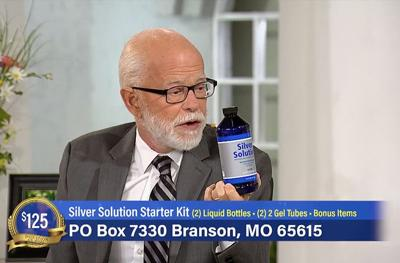 Silver
Solution
$125
Silver Solution Starter Kit (2) Liquid Bottles • (2) 2 Gel Tubes • Bonus Items
PO Box 7330 Branson, MO 65615